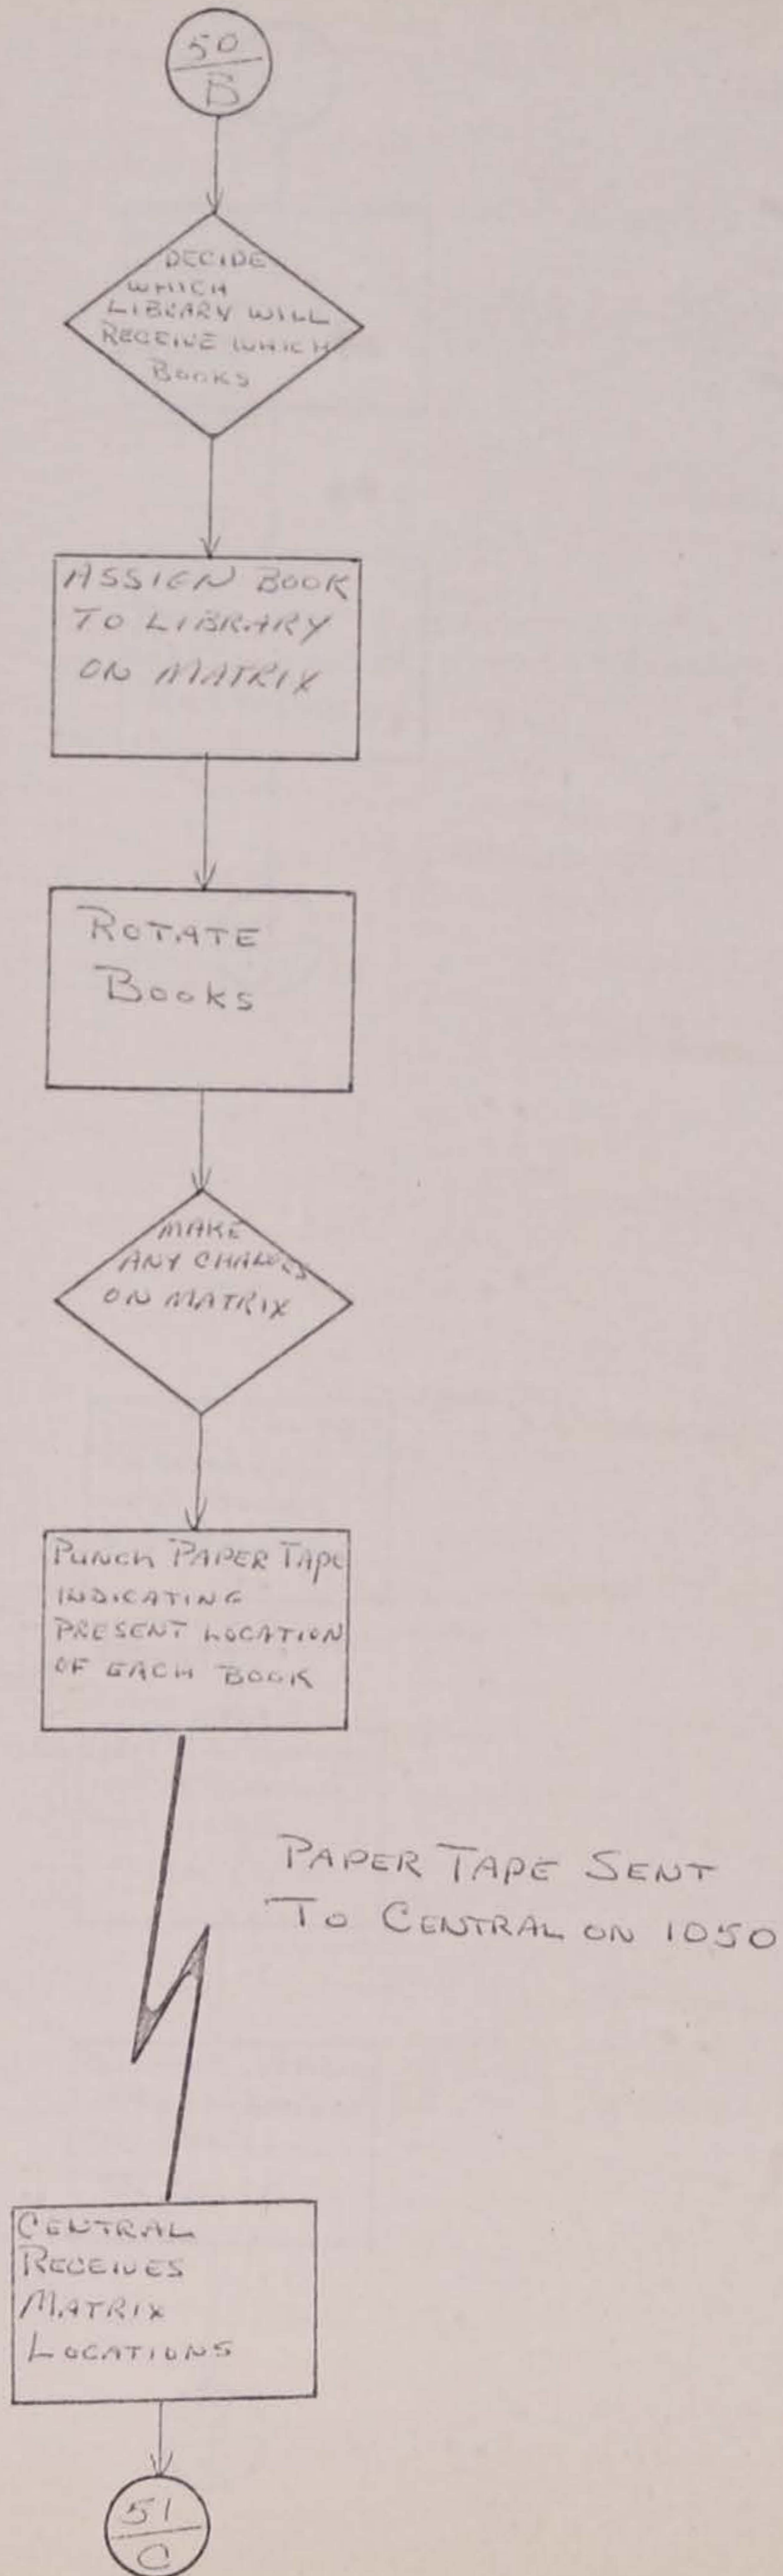 50
B
DECIDE
WHICH
LIBRARY WILL
RECEIVE WHICH
BOOKS
ASSIGN BOOK
TO LIBRARY
ON MATRIX
ROTATE
BOOKS
MAKE
ANY CHANGES
ON MATRIX
PUNCH PAPER TAPE
INDICATING
PRESENT LOCATION
OF EACH BOOK
PAPER TAPE SENT
TO CENTRAL ON 1050
CENTRAL
RECEIVES
MATRIX
LOCATIONS
51
C